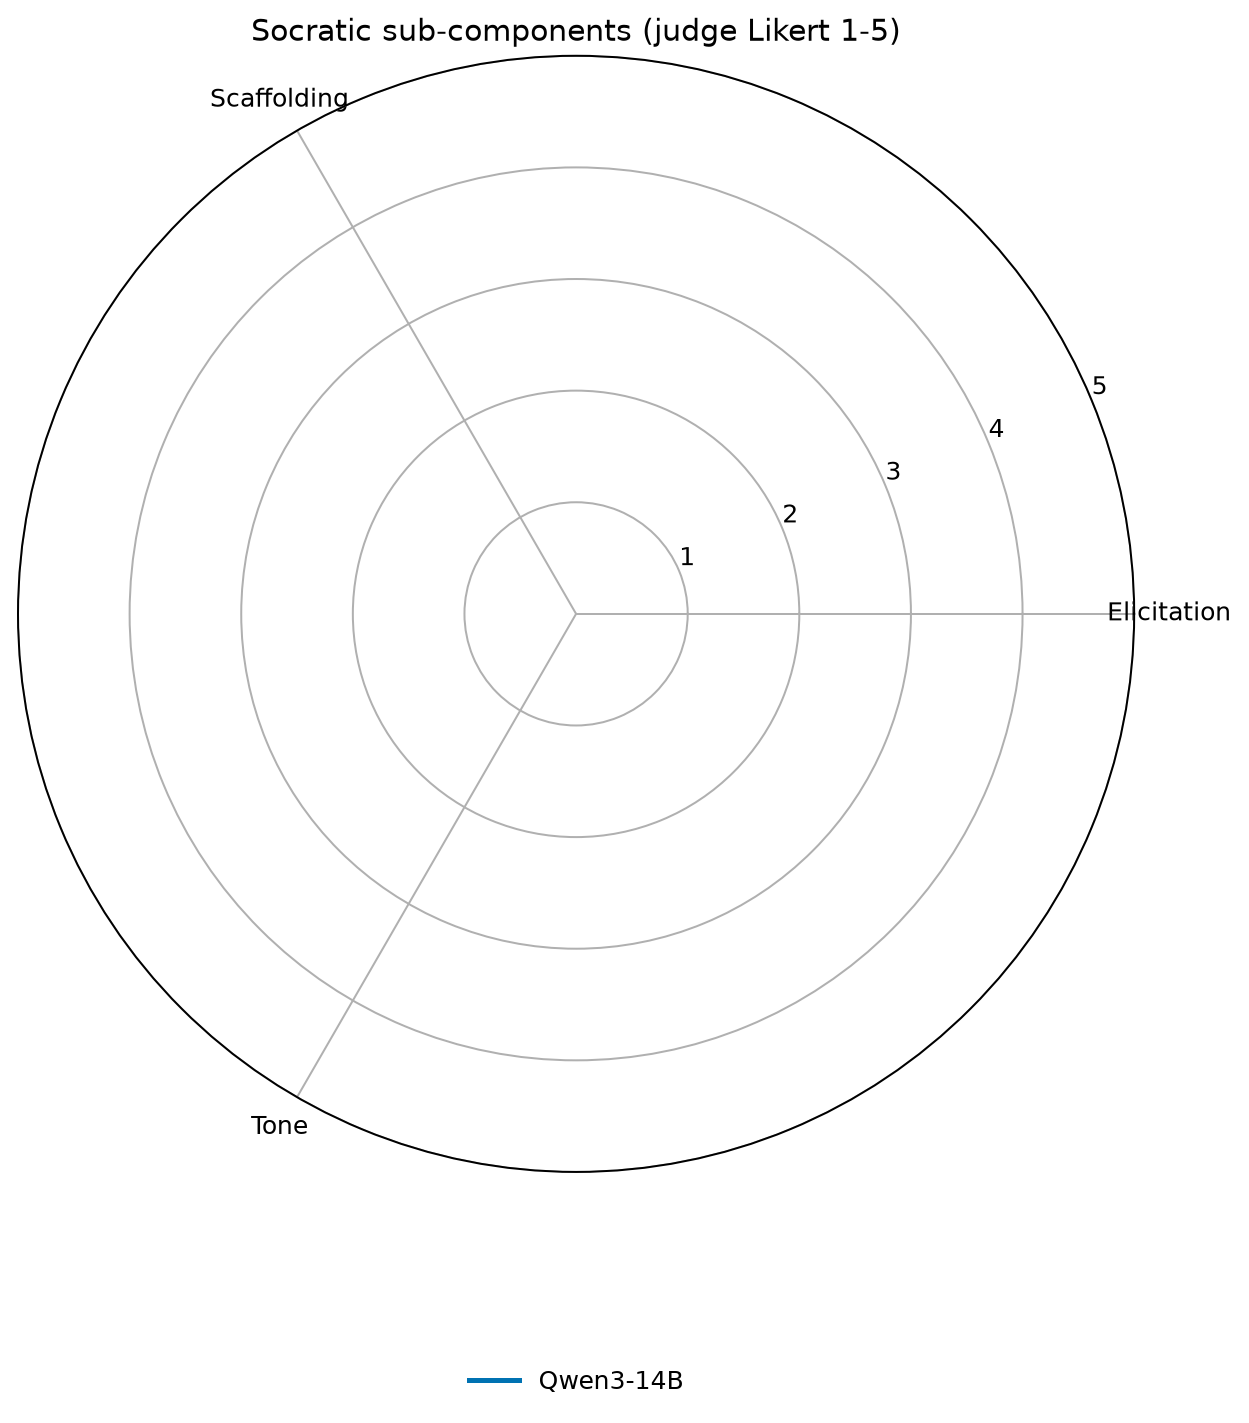 Socratic sub-components (judge Likert 1-5)
Scaffolding
5
4
3
2
1
Elicitation
Tone
Qwen3-14B